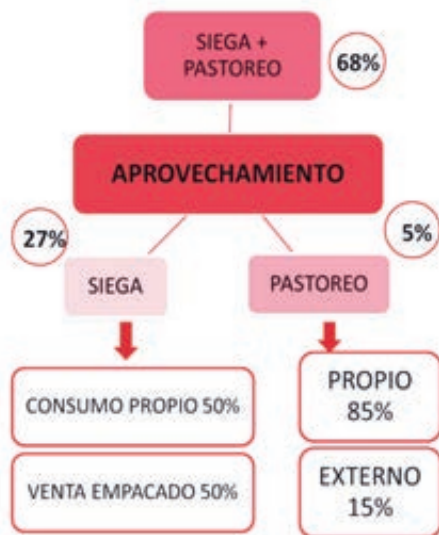 SIEGA +
PASTOREO
68%
APROVECHAMIENTO
27%
5%
SIEGA
PASTOREO
CONSUMO PROPIO 50%
VENTA EMPACADO 50%
PROPIO
85%
EXTERNO
15%